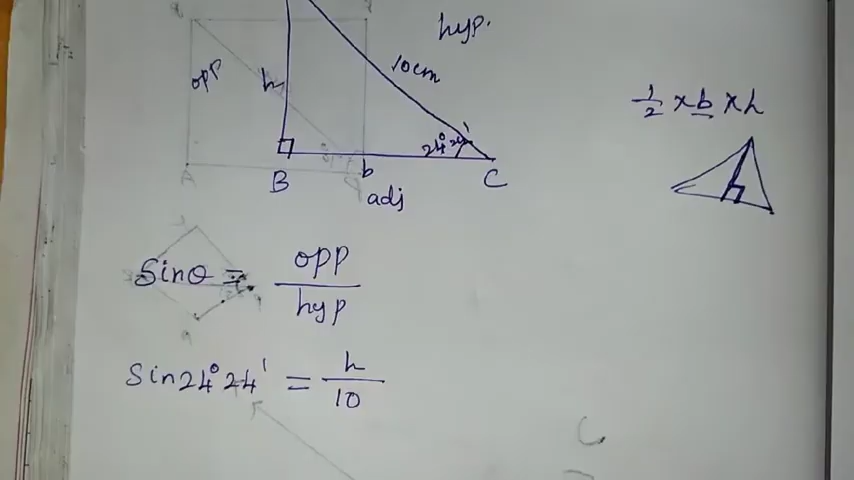 hyp.
opp
h
10cm
24° 24'
B
b
C
adj
1/2 × b × h
Sinθ = opp/hyp
Sin24° 24' = h/10